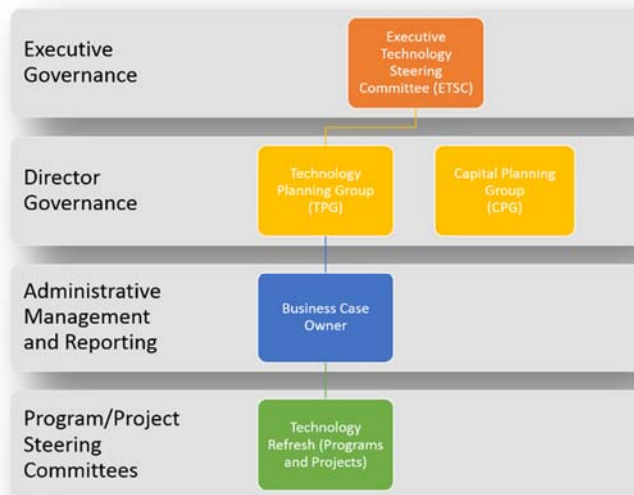 Executive
Governance
Executive
Technology
Steering
Committee (ETSC)
Director
Governance
Technology
Planning Group
(TPG)
Capital Planning
Group
(CPG)
Administrative
Management
and Reporting
Business Case
Owner
Program/Project
Steering
Committees
Technology
Refresh (Programs
and Projects)